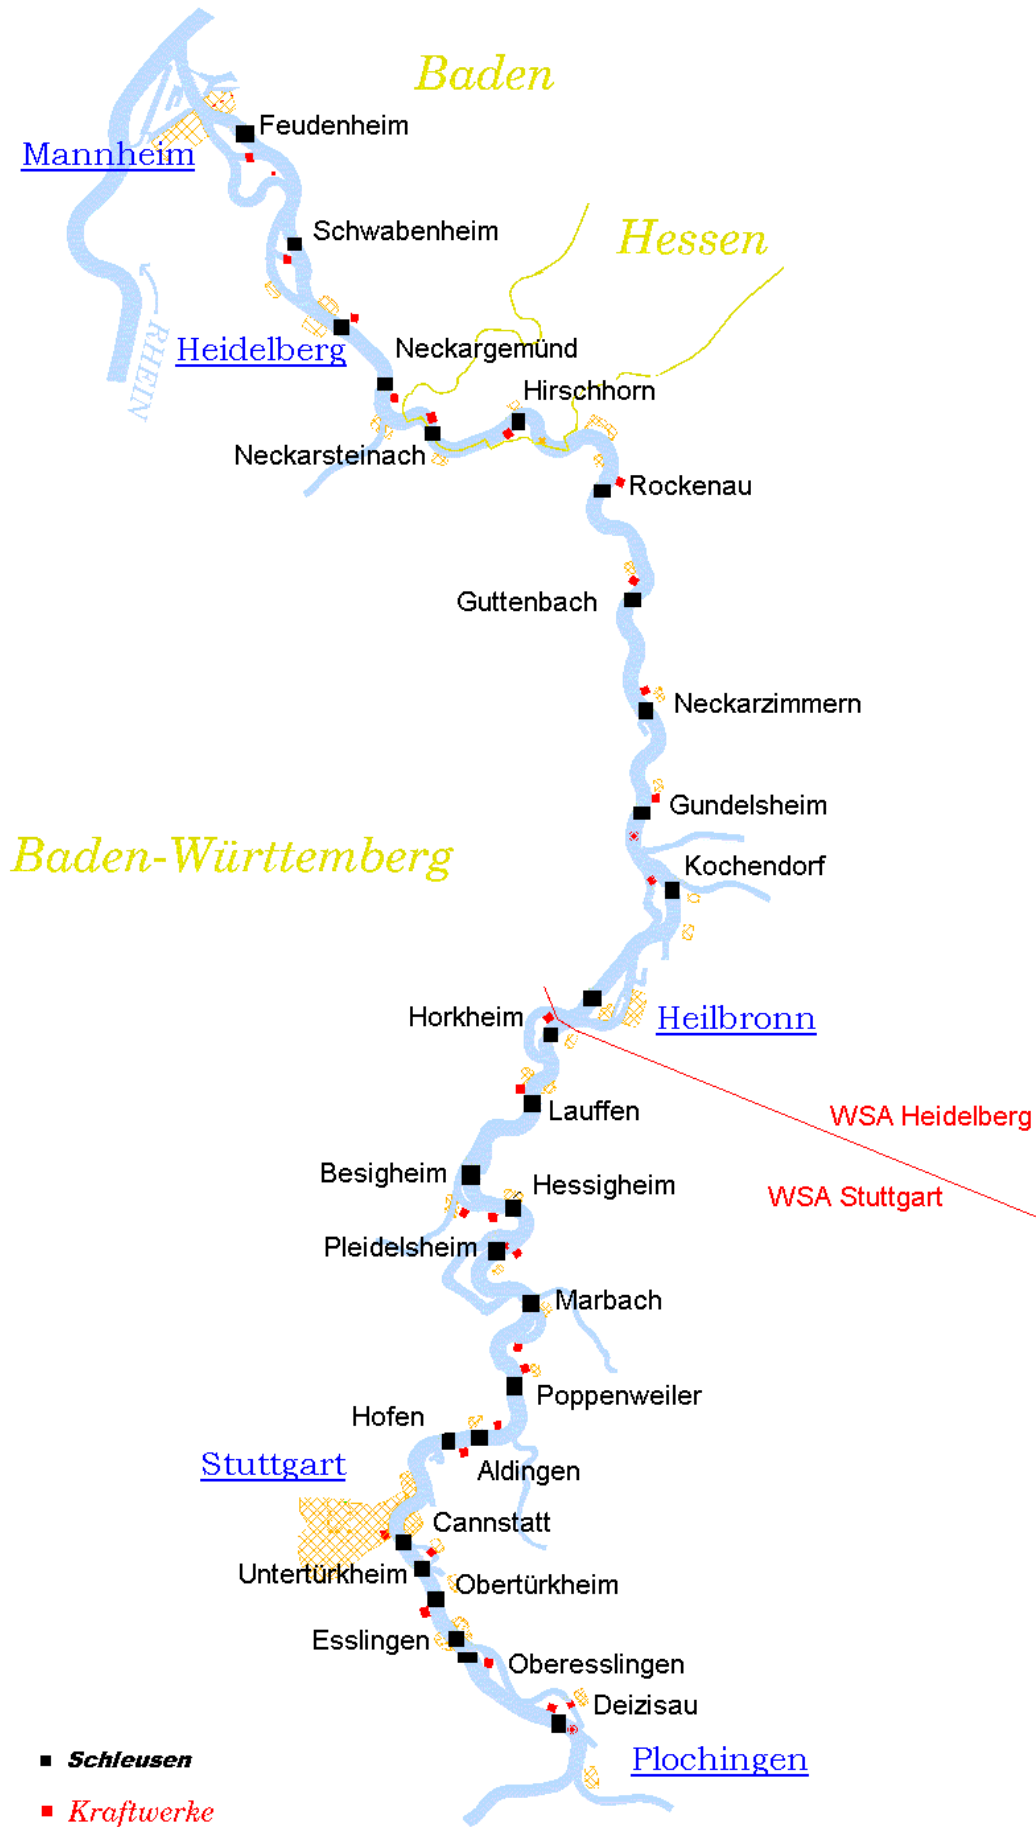 Baden
Feudenheim
Mannheim
Schwabenheim
Hessen
RHEIN
Heidelberg
Neckargemünd
Hirschhorn
Neckarsteinach
Rockenau
Guttenbach
Neckarzimmern
Gundelsheim
Baden-Württemberg
Kochendorf
Horkheim
Heilbronn
Lauffen
WSA Heidelberg
Besigheim
Hessigheim
WSA Stuttgart
Pleidelsheim
Marbach
Poppenweiler
Hofen
Stuttgart
Aldingen
Cannstatt
Untertürkheim
Obertürkheim
Esslingen
Oberesslingen
Deizisau
Plochingen
Schleusen
Kraftwerke